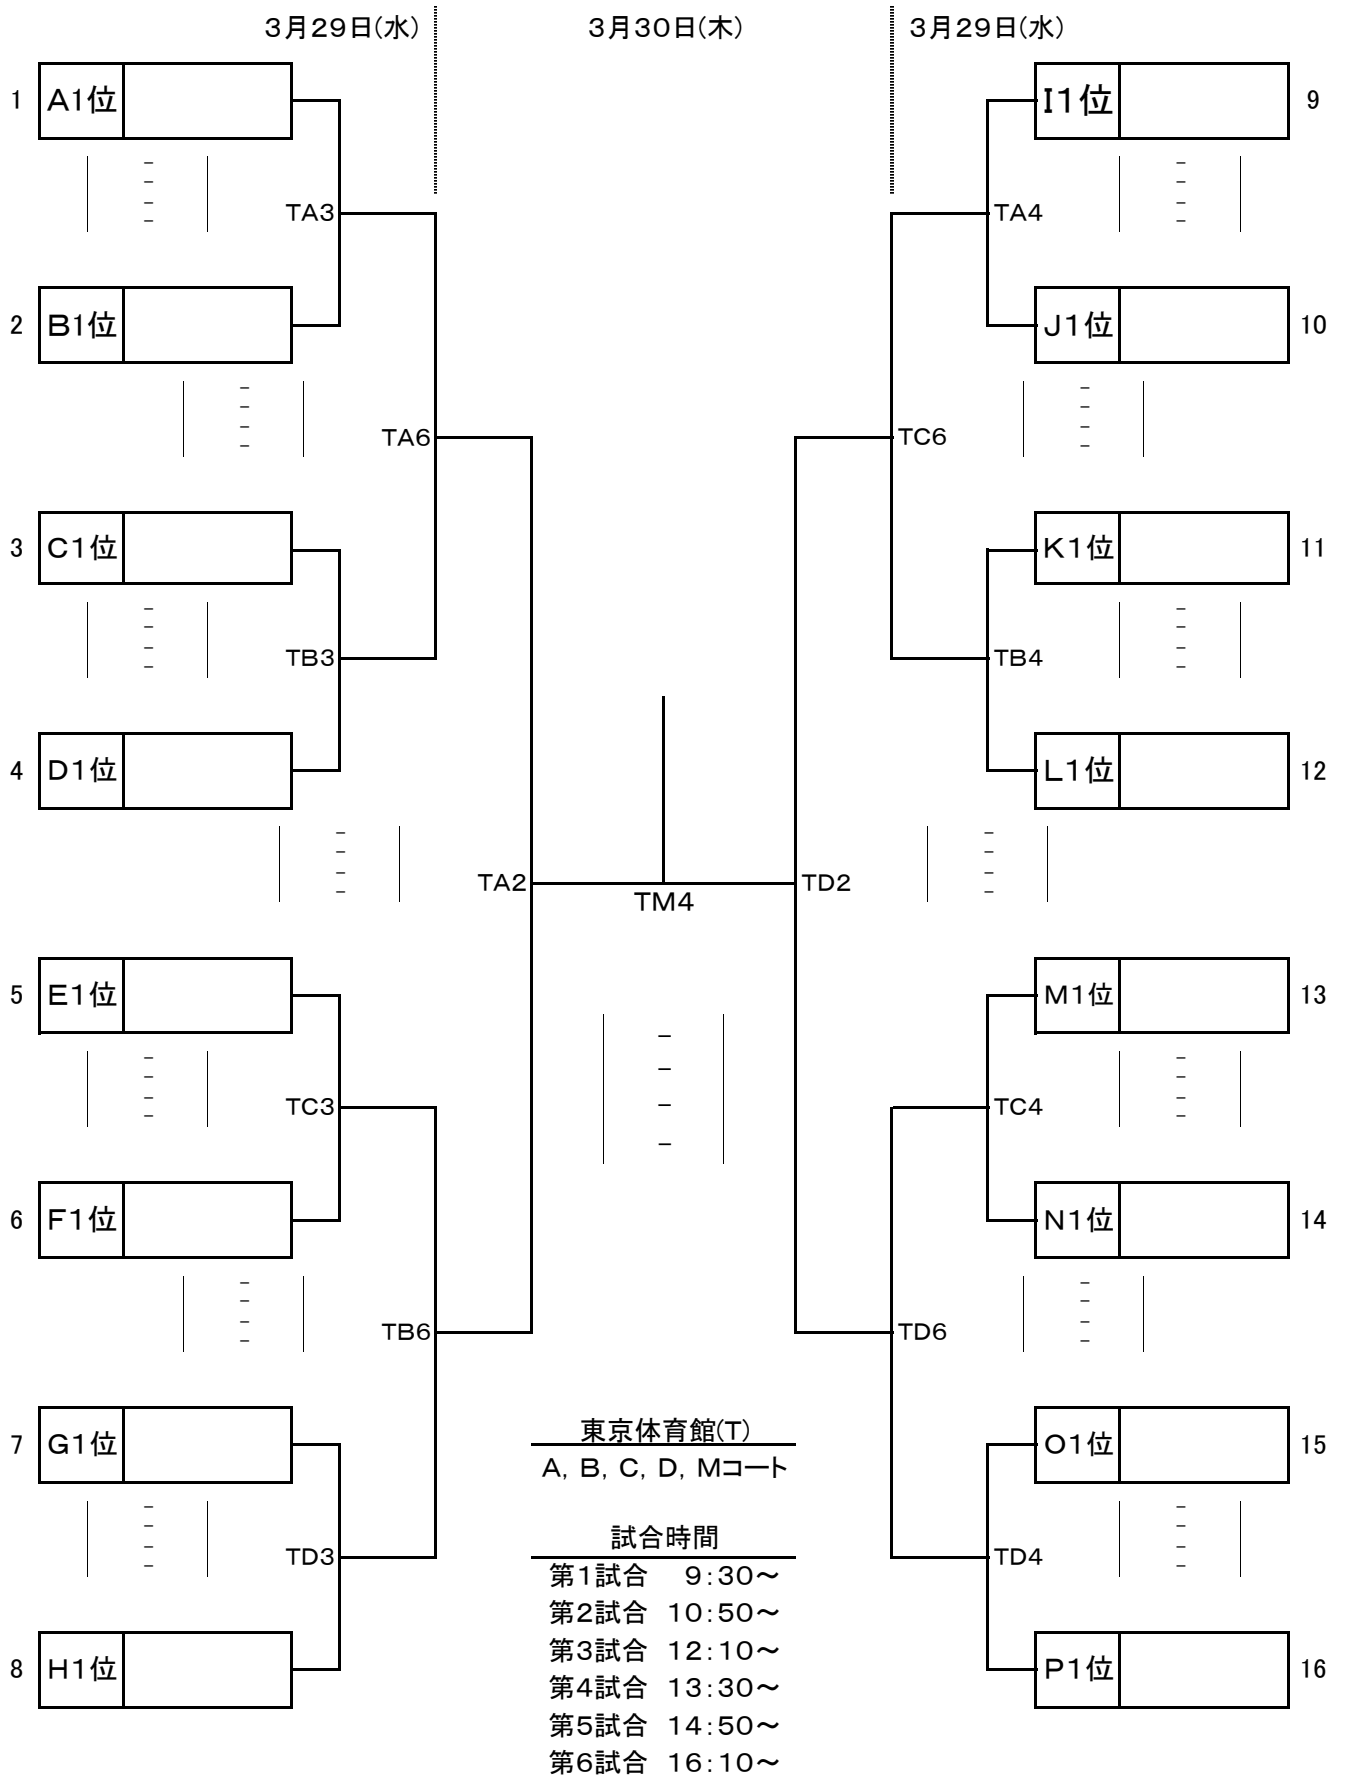 3月29日(水) 3月30日(木) 3月29日(水)
1 A1位 I1位 9
TA3 TA4
2 B1位 J1位 10
TA6 TC6
3 C1位 K1位 11
TB3 TB4
4 D1位 L1位 12
TA2 TD2
TM4
5 E1位 M1位 13
TC3 TC4
6 F1位 N1位 14
TB6 TD6
東京体育館(T)
7 G1位 O1位 15
A, B, C, D, Mコート
試合時間
TD3 TD4
第1試合 9:30～
第2試合 10:50～
第3試合 12:10～
8 H1位 P1位 16
第4試合 13:30～
第5試合 14:50～
第6試合 16:10～